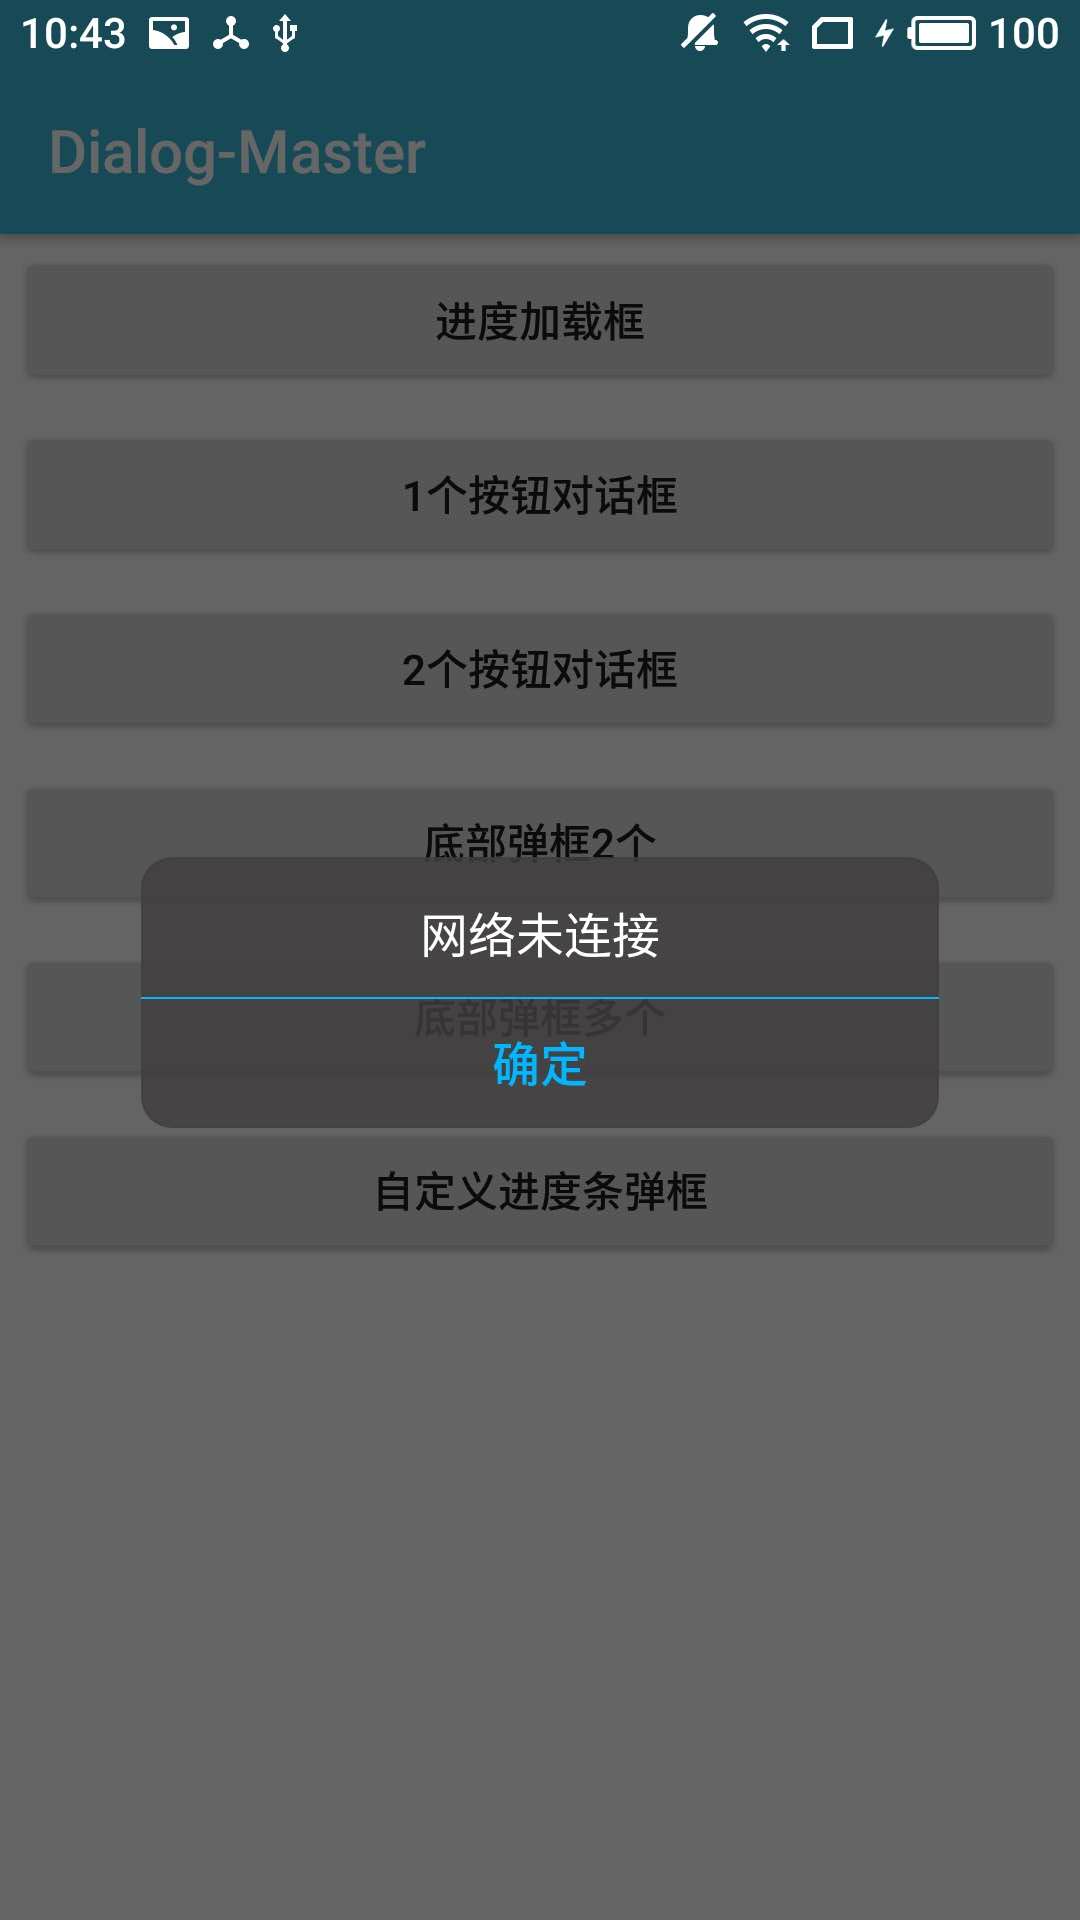 10:43 100
Dialog-Master
进度加载框
1个按钮对话框
2个按钮对话框
底部弹框2个
网络未连接
底部弹框多个
确定
自定义进度条弹框